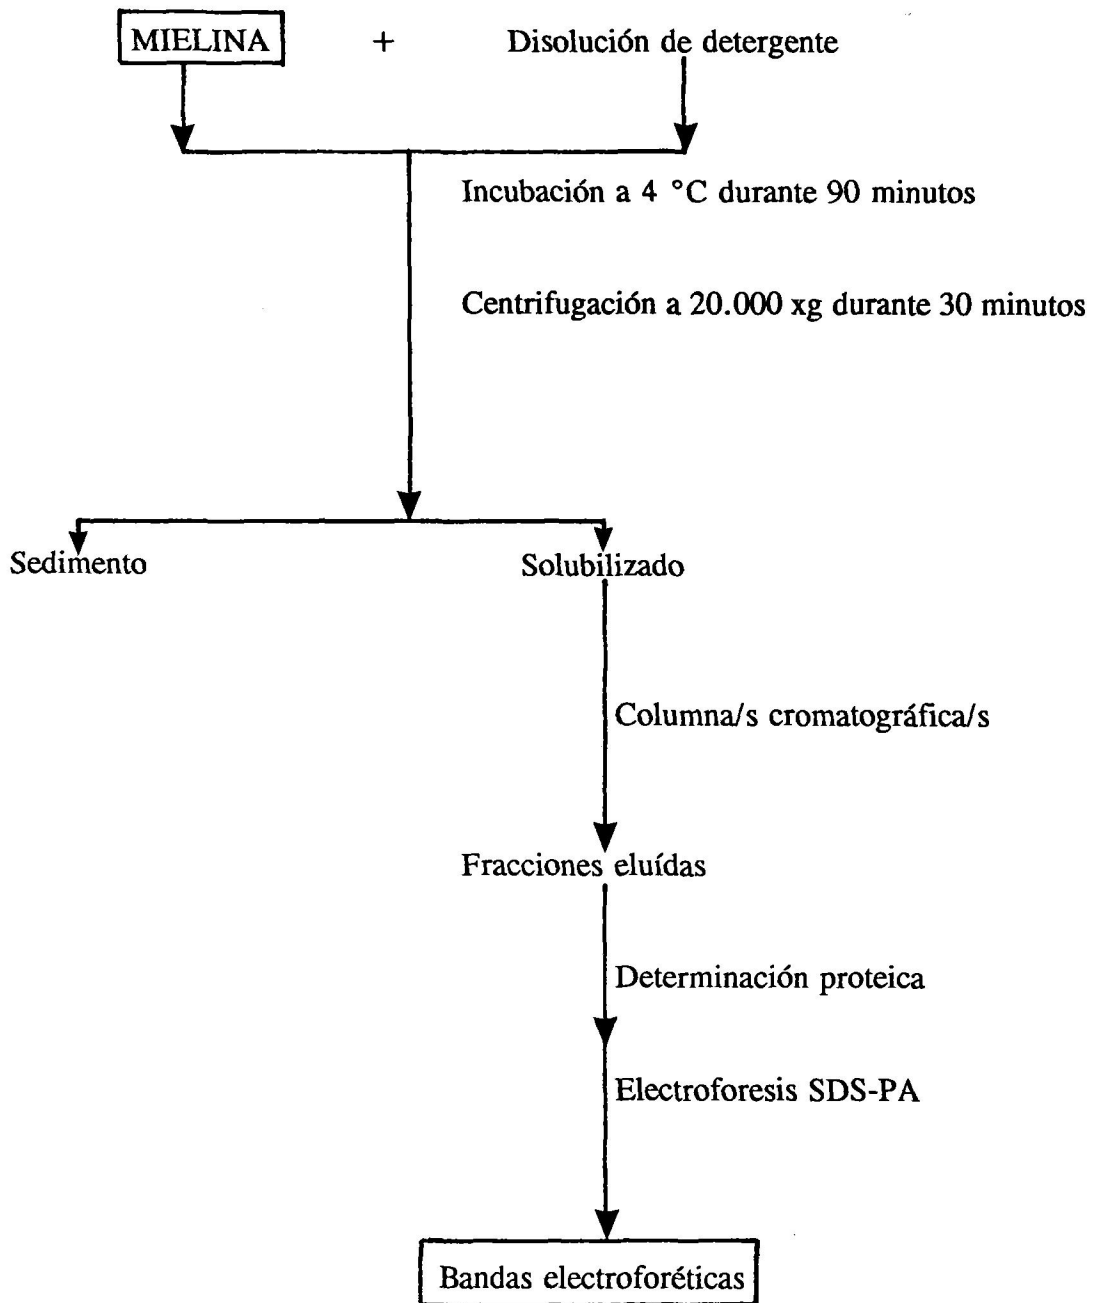 MIELINA + Disolución de detergente
Incubación a 4 °C durante 90 minutos
Centrifugación a 20.000 xg durante 30 minutos
Sedimento Solubilizado
Columna/s cromatográfica/s
Fracciones eluídas
Determinación proteica
Electroforesis SDS-PA
Bandas electroforéticas